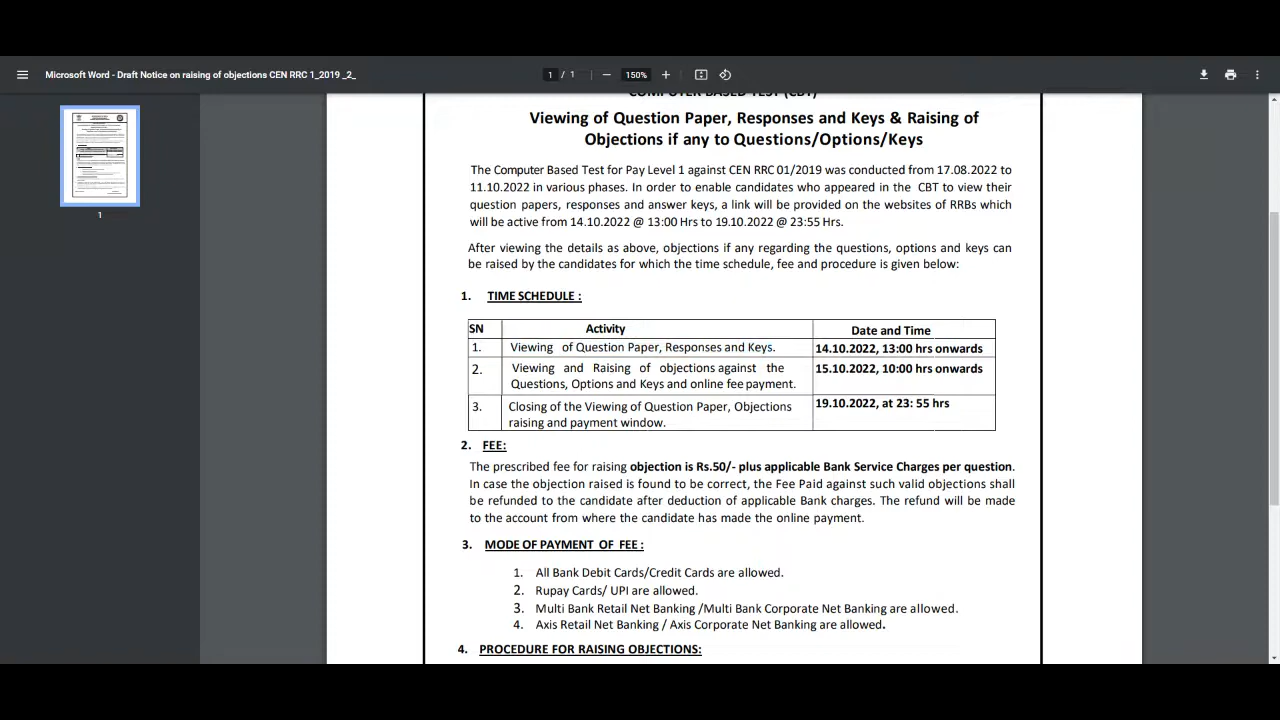 Microsoft Word - Draft Notice on raising of objections CEN RRC 1_2019 _2_
1 / 1
150%
COMPUTER BASED TEST (CBT)
Viewing of Question Paper, Responses and Keys & Raising of
Objections if any to Questions/Options/Keys
The Computer Based Test for Pay Level 1 against CEN RRC 01/2019 was conducted from 17.08.2022 to
11.10.2022 in various phases. In order to enable candidates who appeared in the CBT to view their
question papers, responses and answer keys, a link will be provided on the websites of RRBs which
will be active from 14.10.2022 @ 13:00 Hrs to 19.10.2022 @ 23:55 Hrs.
After viewing the details as above, objections if any regarding the questions, options and keys can
be raised by the candidates for which the time schedule, fee and procedure is given below:
1. TIME SCHEDULE :
SN Activity Date and Time
1. Viewing of Question Paper, Responses and Keys. 14.10.2022, 13:00 hrs onwards
2. Viewing and Raising of objections against the 15.10.2022, 10:00 hrs onwards
Questions, Options and Keys and online fee payment.
3. Closing of the Viewing of Question Paper, Objections 19.10.2022, at 23: 55 hrs
raising and payment window.
2. FEE:
The prescribed fee for raising objection is Rs.50/- plus applicable Bank Service Charges per question.
In case the objection raised is found to be correct, the Fee Paid against such valid objections shall
be refunded to the candidate after deduction of applicable Bank charges. The refund will be made
to the account from where the candidate has made the online payment.
3. MODE OF PAYMENT OF FEE :
1. All Bank Debit Cards/Credit Cards are allowed.
2. Rupay Cards/ UPI are allowed.
3. Multi Bank Retail Net Banking /Multi Bank Corporate Net Banking are allowed.
4. Axis Retail Net Banking / Axis Corporate Net Banking are allowed.
4. PROCEDURE FOR RAISING OBJECTIONS:
1